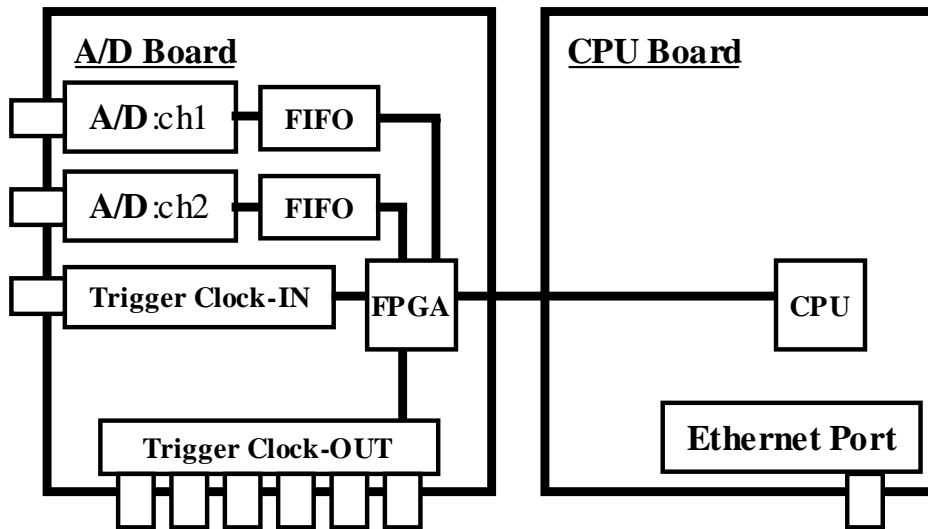 A/D Board
CPU Board
A/D:ch1
FIFO
A/D:ch2
FIFO
Trigger Clock-IN
FPGA
CPU
Trigger Clock-OUT
Ethernet Port